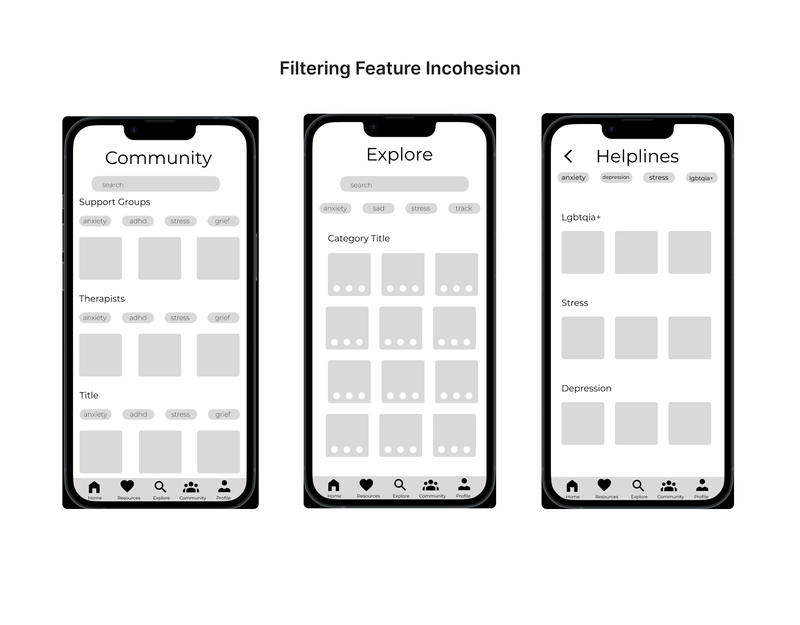 Filtering Feature Incohesion
Community
search
Support Groups
anxiety adhd stress grief
Therapists
anxiety adhd stress grief
Title
anxiety adhd stress grief
Home Resources Explore Community Profile
Explore
search
anxiety sad stress track
Category Title
Home Resources Explore Community Profile
Helplines
anxiety depression stress lgbtqia+
Lgbtqia+
Stress
Depression
Home Resources Explore Community Profile